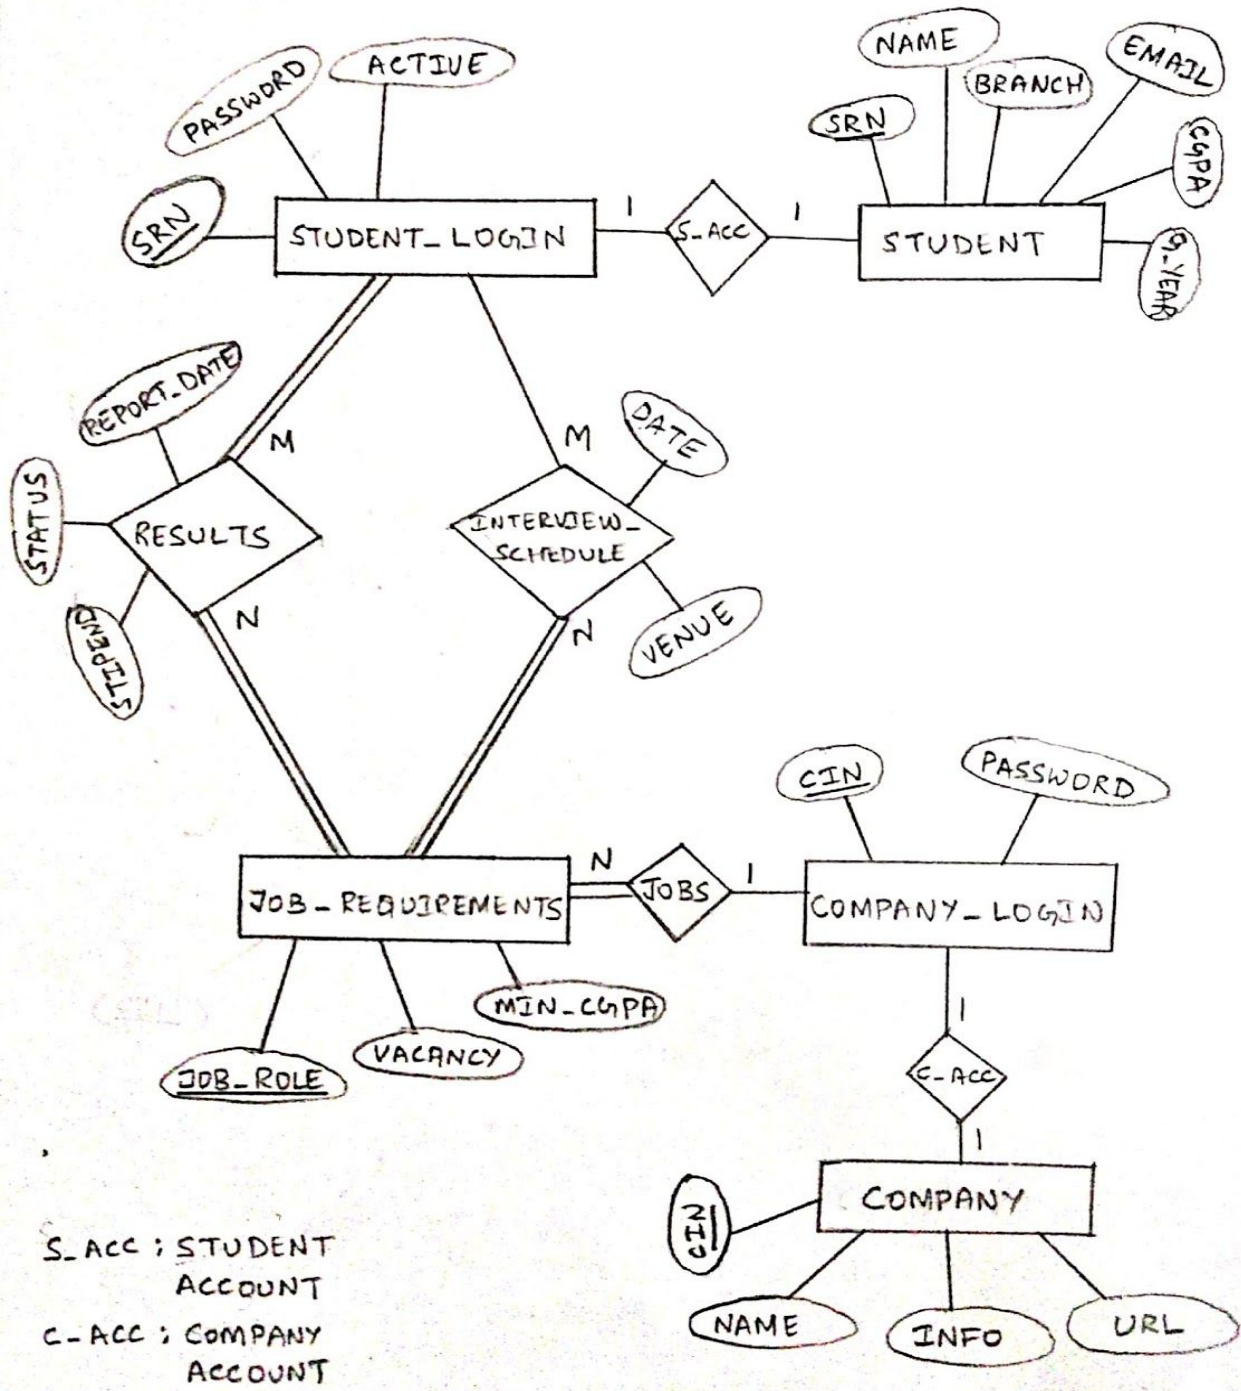 PASSWORD
ACTIVE
NAME
BRANCH
EMAIL
SRN
CGPA
SRN
STUDENT_LOGIN
1
S_ACC
1
STUDENT
G_YEAR
REPORT_DATE
M
M
DATE
STATUS
RESULTS
INTERVIEW_
SCHEDULE
STIPEND
N
N
VENUE
CIN
PASSWORD
JOB_REQUIREMENTS
N
JOBS
1
COMPANY_LOGIN
MIN_CGPA
VACANCY
JOB_ROLE
1
C_ACC
1
CIN
COMPANY
NAME
INFO
URL
S_ACC : STUDENT
ACCOUNT
C_ACC : COMPANY
ACCOUNT